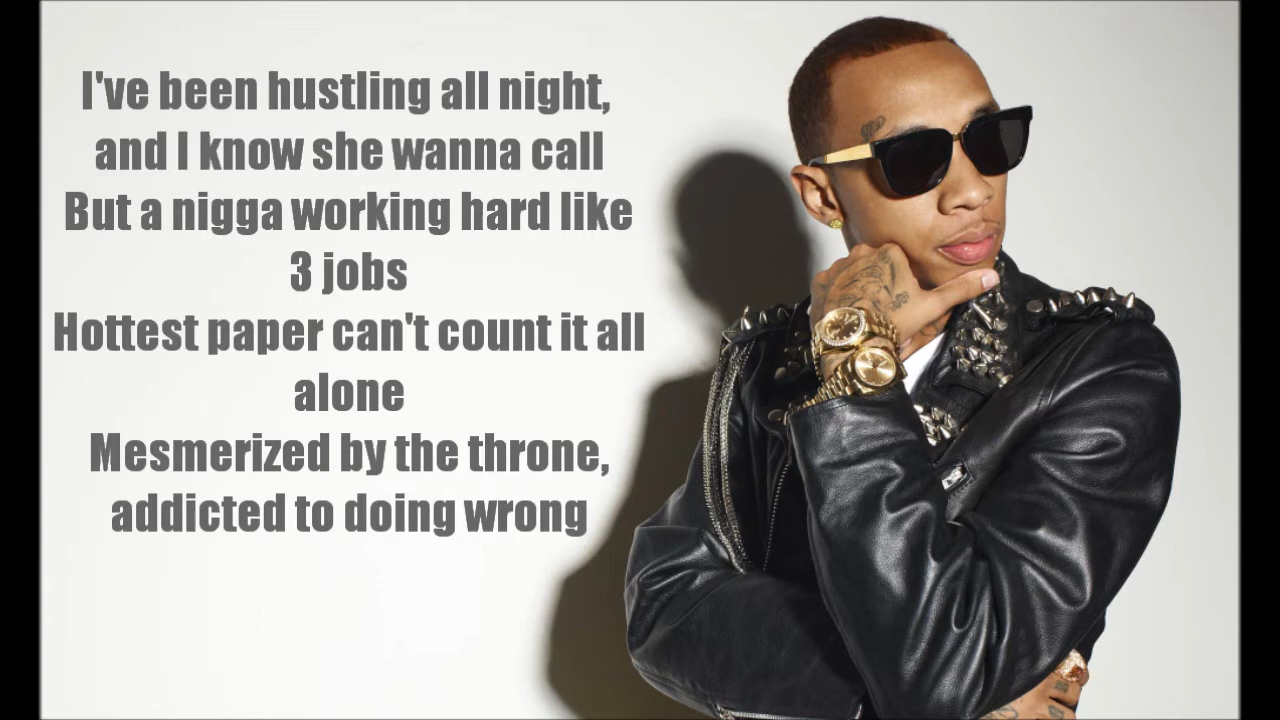 I've been hustling all night,
and I know she wanna call
But a nigga working hard like
3 jobs
Hottest paper can't count it all
alone
Mesmerized by the throne,
addicted to doing wrong